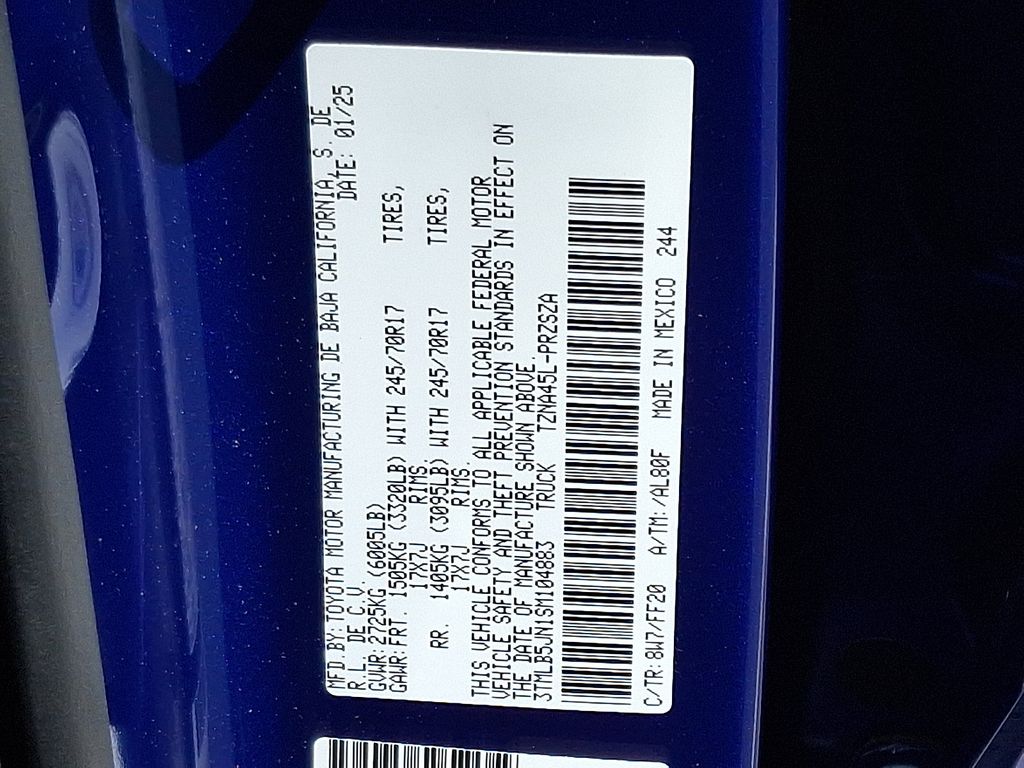 MFD.BY: TOYOTA MOTOR MANUFACTURING DE BAJA CALIFORNIA, S. DE
R.L. DE C.V. DATE: 01/25
GVWR: 2725KG (6005LB)
GAWR: FRT. 1505KG (3320LB) WITH 245/70R17 TIRES,
17X7J RIMS.
RR. 1405KG (3095LB) WITH 245/70R17 TIRES,
17X7J RIMS.
THIS VEHICLE CONFORMS TO ALL APPLICABLE FEDERAL MOTOR
VEHICLE SAFETY AND THEFT PREVENTION STANDARDS IN EFFECT ON
THE DATE OF MANUFACTURE SHOWN ABOVE.
3TMLB5JN1SM104883 TRUCK TZNA45L-PRZSZA
C/TR: 8W7/FF20 A/TM: /AL80F MADE IN MEXICO 244